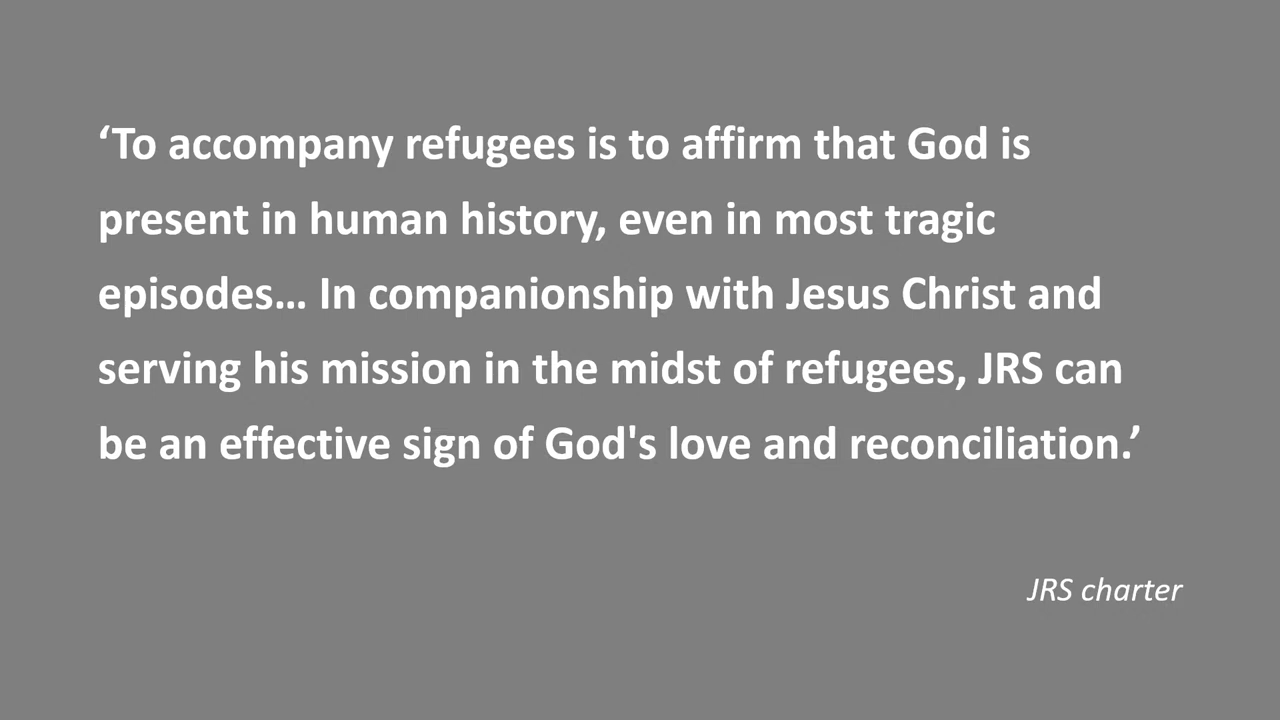 ‘To accompany refugees is to affirm that God is
present in human history, even in most tragic
episodes… In companionship with Jesus Christ and
serving his mission in the midst of refugees, JRS can
be an effective sign of God's love and reconciliation.’
JRS charter